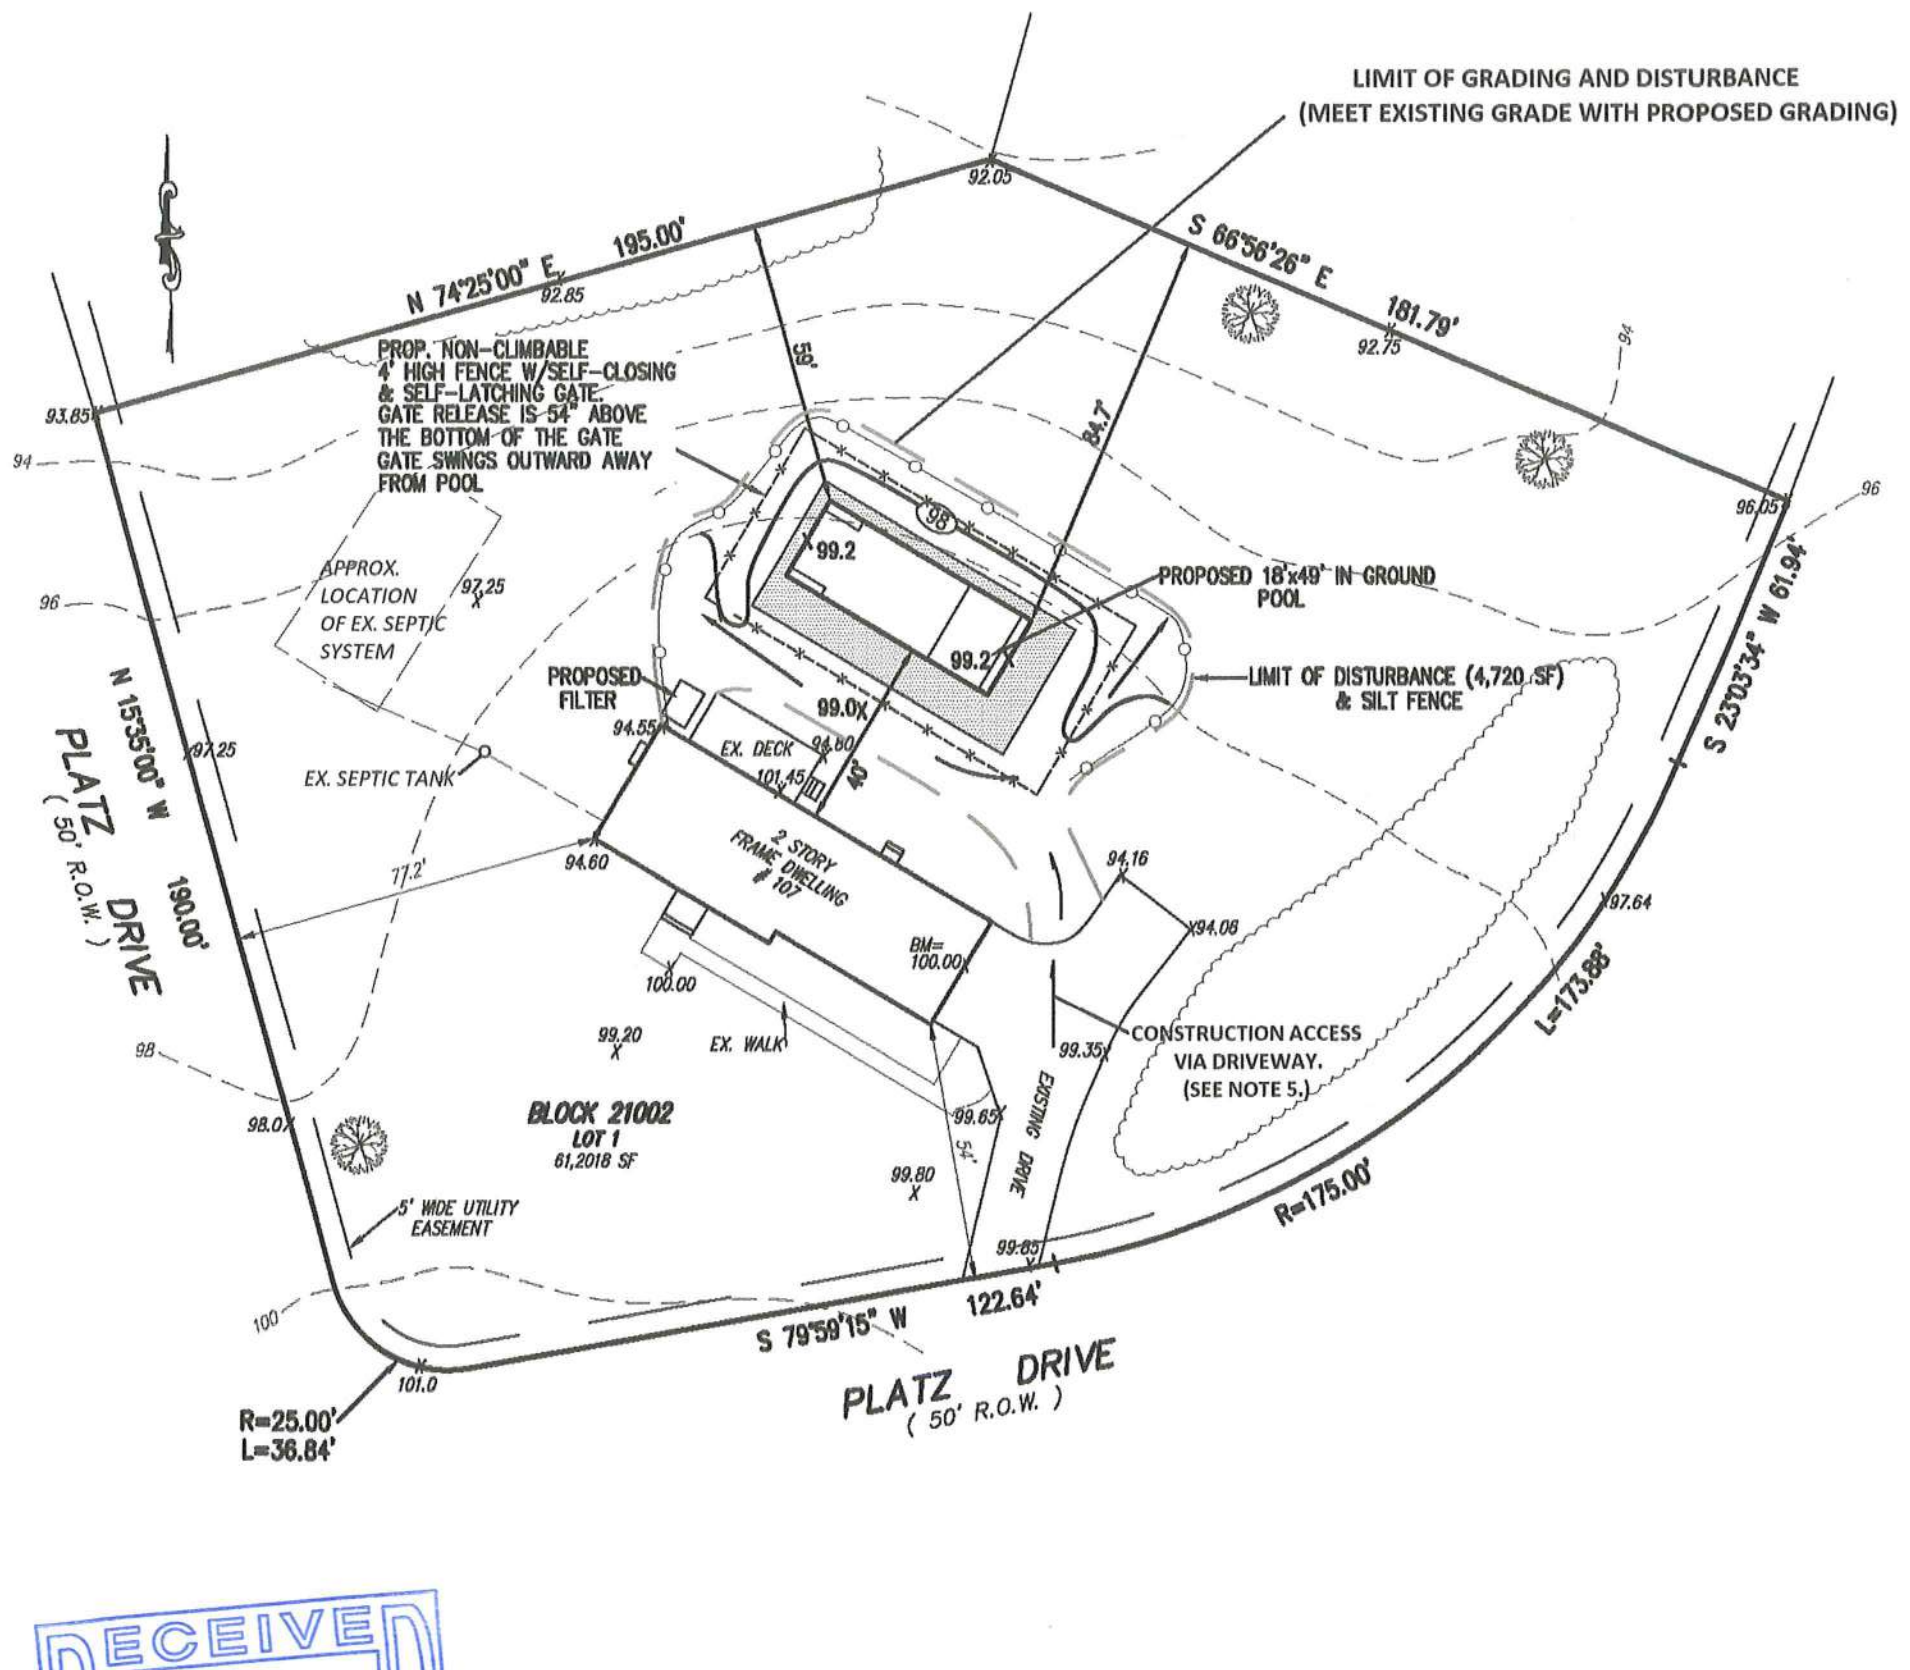 LIMIT OF GRADING AND DISTURBANCE
(MEET EXISTING GRADE WITH PROPOSED GRADING)
92.05
S 66°56'26" E
181.79'
92.75
94
N 74°25'00" E
195.00'
92.85
PROP. NON-CLIMBABLE
4' HIGH FENCE W/SELF-CLOSING
& SELF-LATCHING GATE.
GATE RELEASE IS 54" ABOVE
THE BOTTOM OF THE GATE
GATE SWINGS OUTWARD AWAY
FROM POOL
59'
84.7'
93.85
94
96
96.05
98
99.2
PROPOSED 18'x49' IN GROUND
POOL
99.2
APPROX.
LOCATION
OF EX. SEPTIC
SYSTEM
97.25
96
S 23°03'34" W 61.94'
LIMIT OF DISTURBANCE (4,720 SF)
& SILT FENCE
PROPOSED
FILTER
94.55
99.0
EX. DECK
94.80
101.45
40'
N 15°35'00" W
190.00'
97.25
EX. SEPTIC TANK
PLATZ
DRIVE
( 50' R.O.W. )
77.2'
94.60
2 STORY
FRAME DWELLING
# 107
94.16
94.08
97.64
BM=
100.00
100.00
L=173.88'
99.20
EX. WALK
99.35
CONSTRUCTION ACCESS
VIA DRIVEWAY.
(SEE NOTE 5.)
EXISTING DRIVE
98
98.0
BLOCK 21002
LOT 1
61,2018 SF
99.65
54'
99.80
R=175.00'
5' WIDE UTILITY
EASEMENT
99.85
100
122.64'
S 79°59'15" W
101.0
PLATZ DRIVE
( 50' R.O.W. )
R=25.00'
L=36.84'
RECEIVED